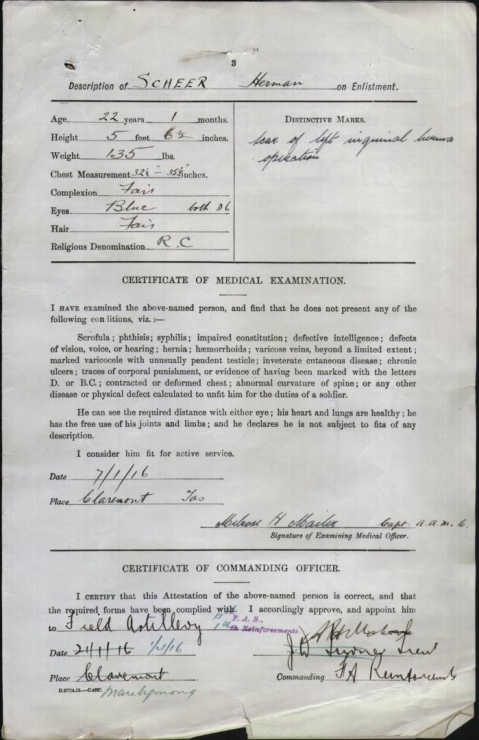 3
Description of SCHEER Herman on Enlistment.
Age 22 years 1 months.
Height 5 feet 6½ inches.
Weight 135 lbs.
Chest Measurement 32½ - 35½ inches.
Complexion Fair
Eyes Blue both D6
Hair Fair
Religious Denomination R.C
DISTINCTIVE MARKS.
Scar of left inguinal hernia
operation
CERTIFICATE OF MEDICAL EXAMINATION.
I HAVE examined the above-named person, and find that he does not present any of the
following conditions, viz. :—
Scrofula ; phthisis ; syphilis ; impaired constitution ; defective intelligence ; defects
of vision, voice, or hearing ; hernia ; hæmorrhoids ; varicose veins, beyond a limited extent ;
marked varicocele with unusually pendent testicle ; inveterate cutaneous disease ; chronic
ulcers ; traces of corporal punishment, or evidence of having been marked with the letters
D. or B.C. ; contracted or deformed chest ; abnormal curvature of spine ; or any other
disease or physical defect calculated to unfit him for the duties of a soldier.
He can see the required distance with either eye ; his heart and lungs are healthy ; he
has the free use of his joints and limbs ; and he declares he is not subject to fits of any
description.
I consider him fit for active service.
Date 7/1/16
Place Claremont Tas
Capt. A.A.M.C.
Signature of Examining Medical Officer.
CERTIFICATE OF COMMANDING OFFICER.
I CERTIFY that this Attestation of the above-named person is correct, and that
the required forms have been complied with. I accordingly approve, and appoint him
to Field Artillery F.A.B., Reinforcements
Date 21/1/16
Place Claremont
Commanding FA Reinforcements
Maribyrnong